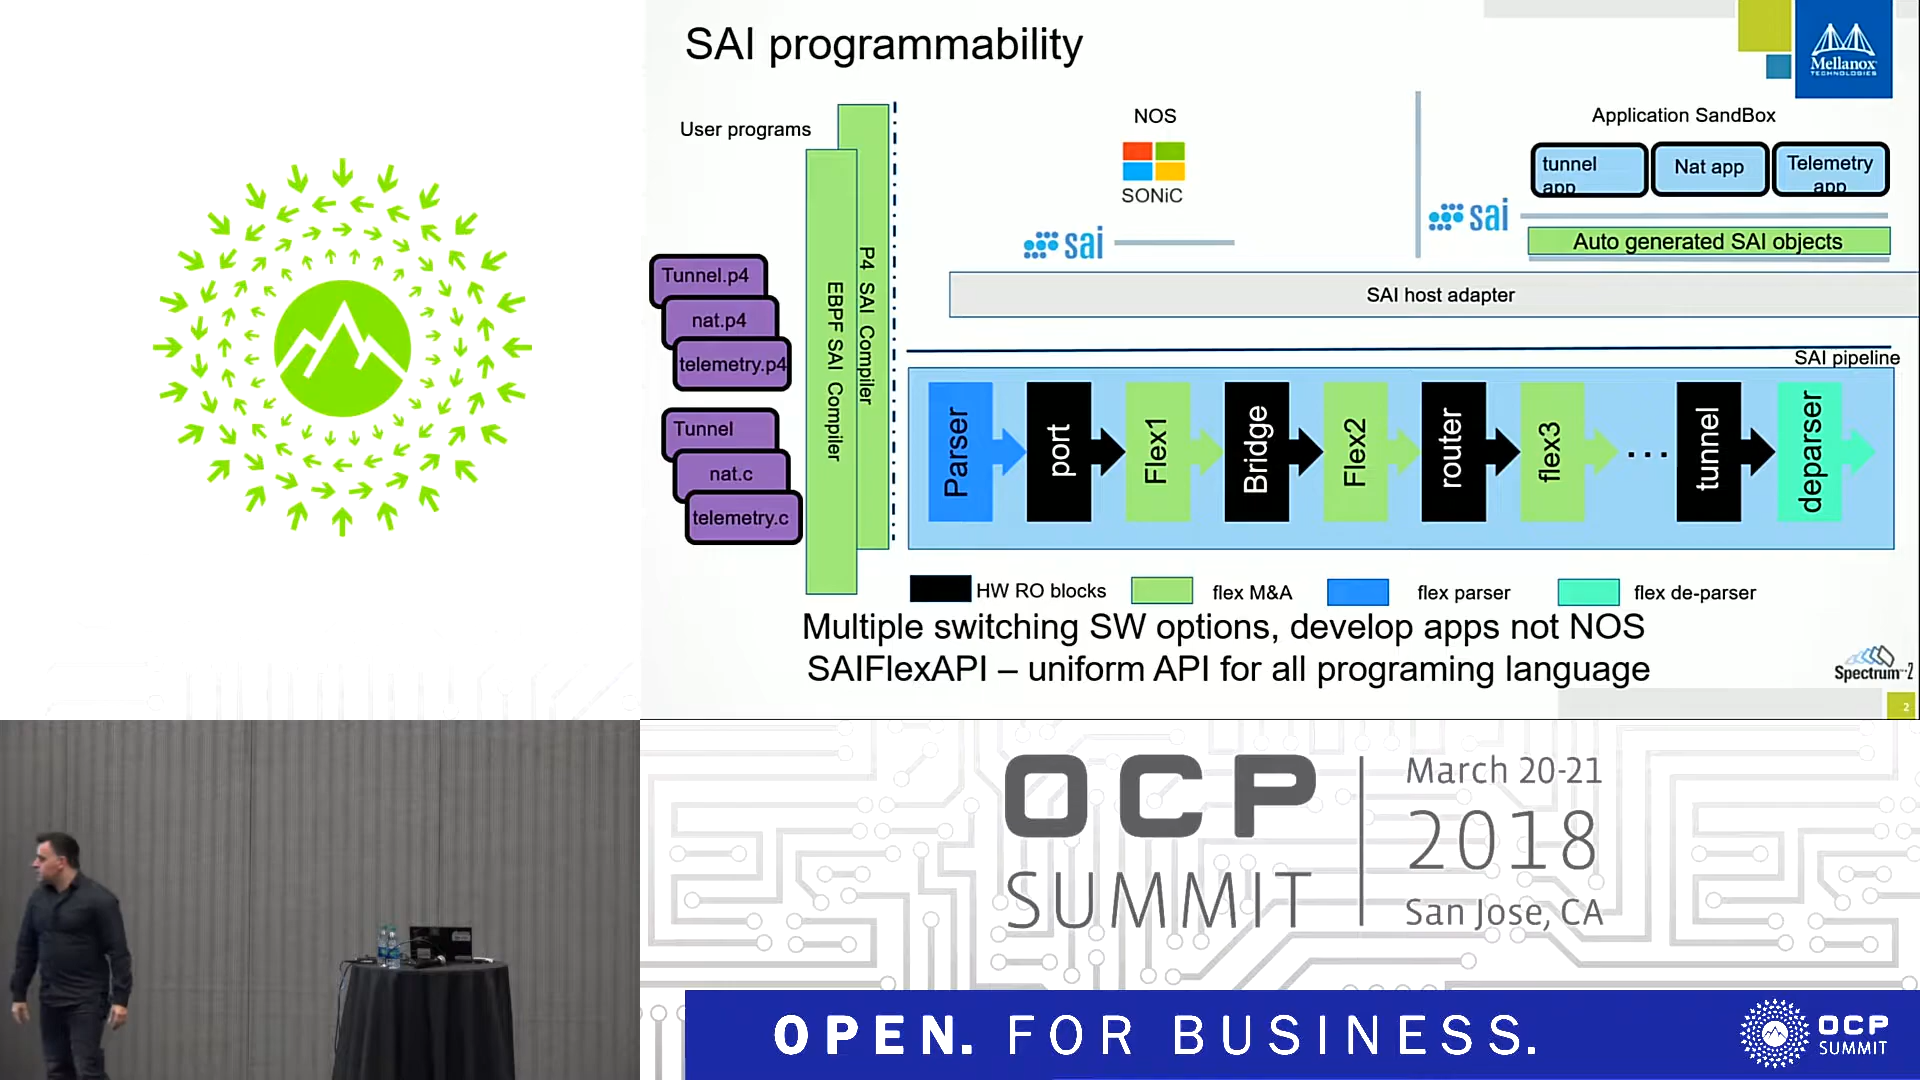 SAI programmability
Mellanox
TECHNOLOGIES
User programs
NOS
SONiC
sai
Application SandBox
tunnel
app
Nat app
Telemetry
app
sai
Auto generated SAI objects
SAI host adapter
Tunnel.p4
nat.p4
telemetry.p4
Tunnel
nat.c
telemetry.c
EBPF SAI Compiler
P4 SAI Compiler
SAI pipeline
Parser
port
Flex1
Bridge
Flex2
router
flex3
...
tunnel
deparser
HW RO blocks
flex M&A
flex parser
flex de-parser
Multiple switching SW options, develop apps not NOS
SAIFlexAPI – uniform API for all programing language
Spectrum-2
2
OCP
SUMMIT
March 20-21
2018
San Jose, CA
OPEN. FOR BUSINESS.
OCP
SUMMIT